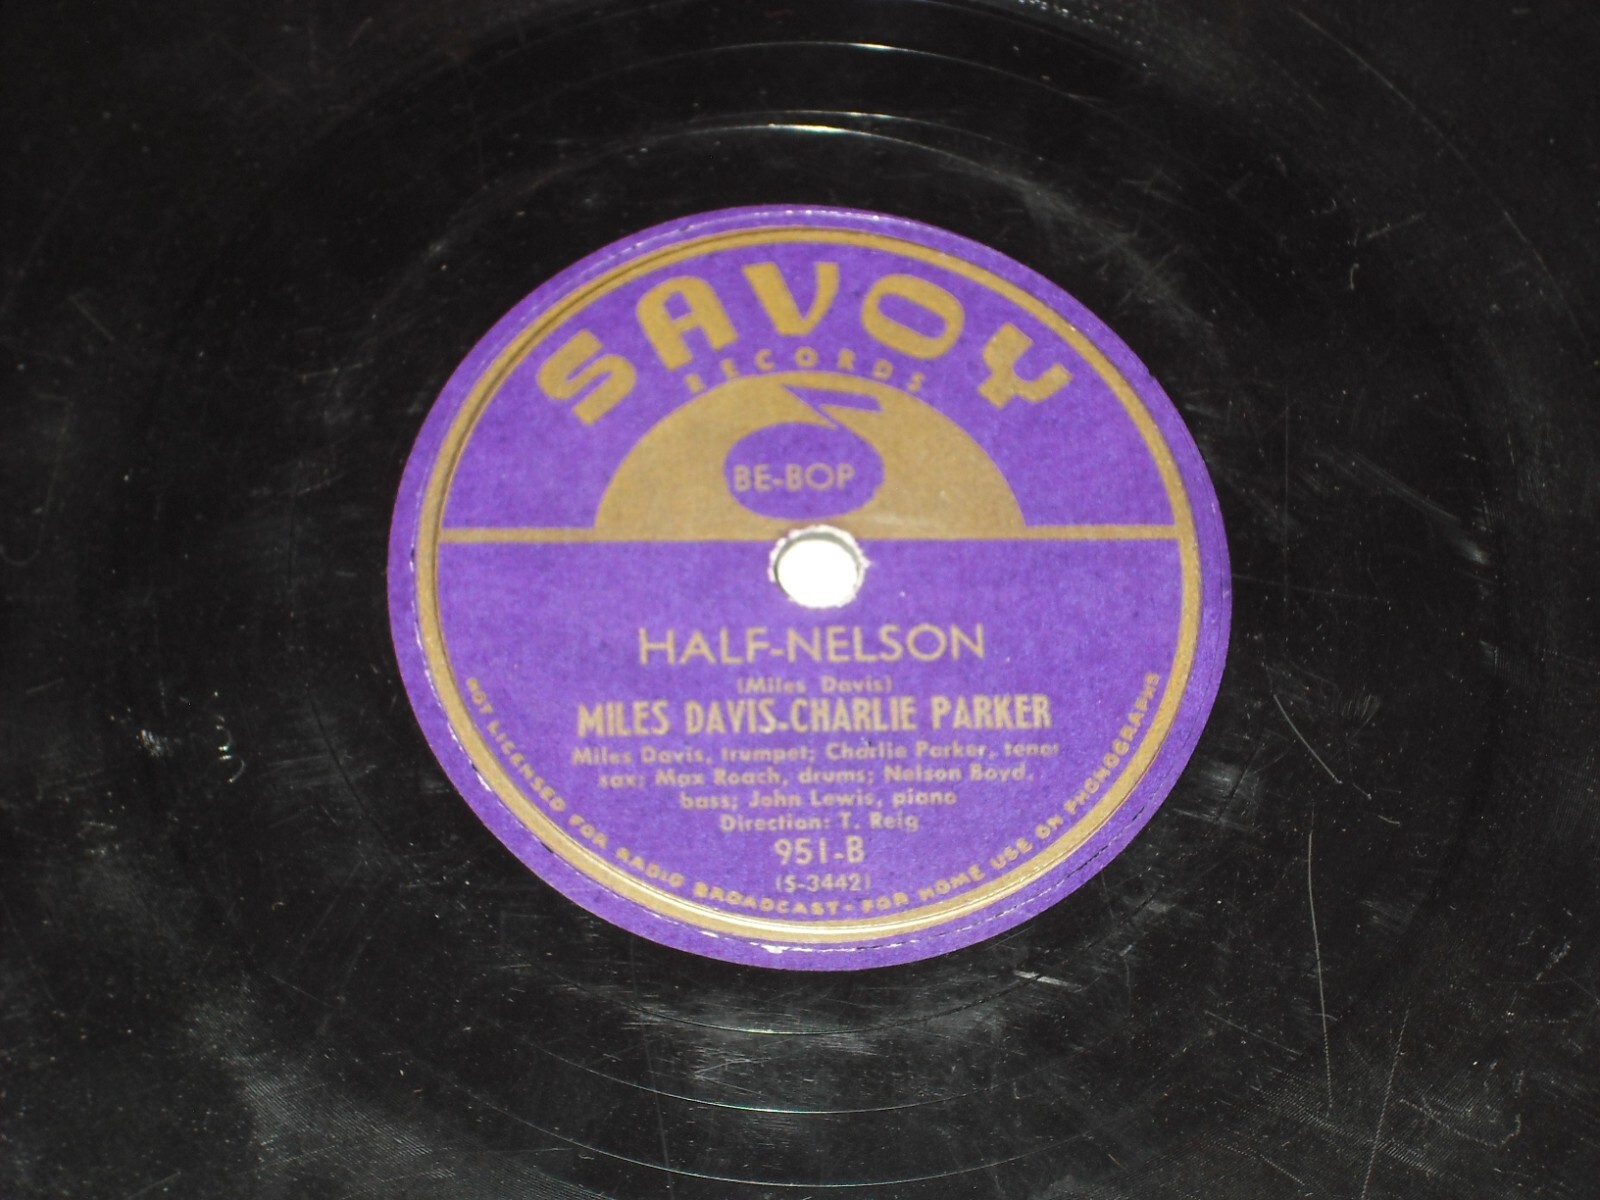 SAVOY
RECORDS
BE-BOP
HALF-NELSON
(Miles Davis)
MILES DAVIS-CHARLIE PARKER
Miles Davis, trumpet; Charlie Parker, tenor
sax; Max Roach, drums; Nelson Boyd,
bass; John Lewis, piano
Direction: T. Reig
951-B
(S-3442)
NOT LICENSED FOR RADIO BROADCAST-FOR HOME USE ON PHONOGRAPHS